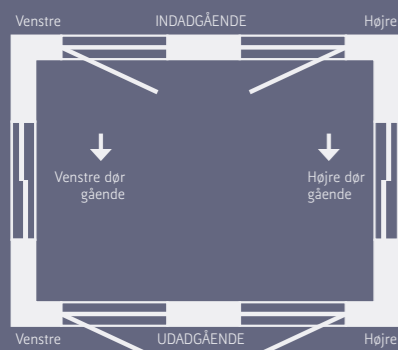 Venstre INDADGÅENDE Højre
Venstre dør
gående
Højre dør
gående
Venstre UDADGÅENDE Højre